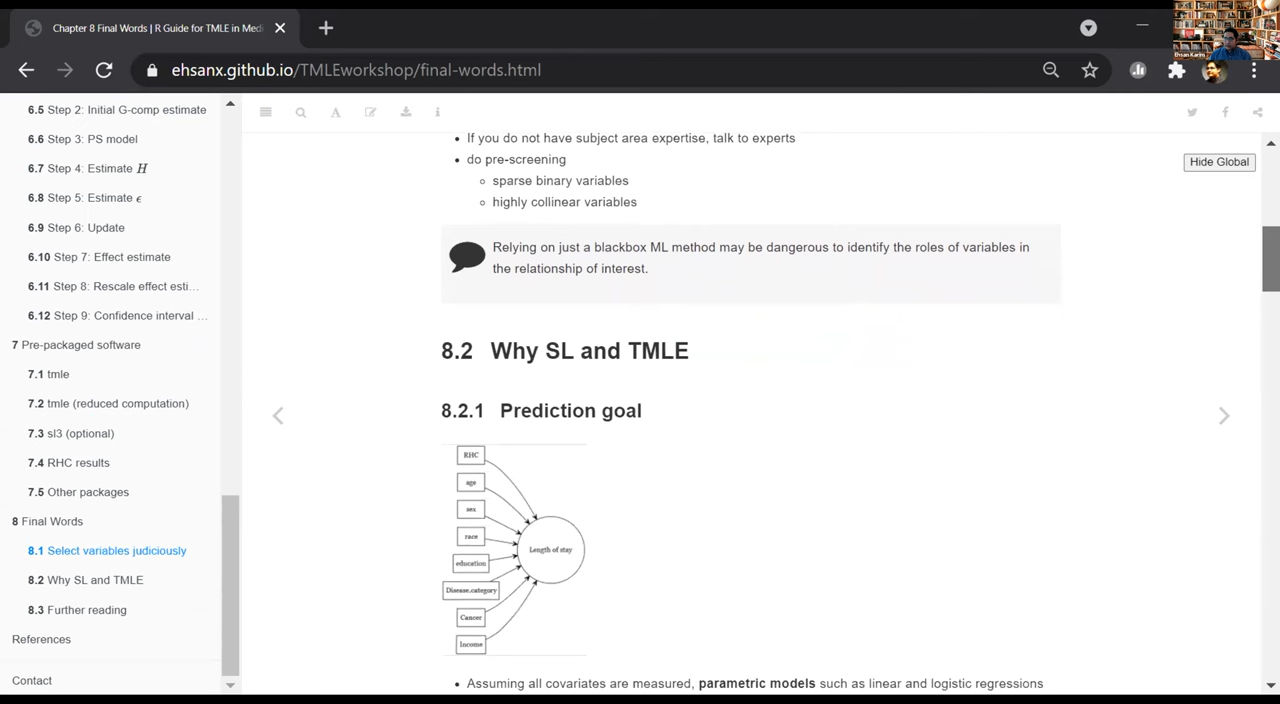 Chapter 8 Final Words | R Guide for TMLE in Medi
ehsanx.github.io/TMLEworkshop/final-words.html
Ehsan Karim
6.5 Step 2: Initial G-comp estimate
6.6 Step 3: PS model
6.7 Step 4: Estimate H
6.8 Step 5: Estimate ϵ
6.9 Step 6: Update
6.10 Step 7: Effect estimate
6.11 Step 8: Rescale effect esti…
6.12 Step 9: Confidence interval …
7 Pre-packaged software
7.1 tmle
7.2 tmle (reduced computation)
7.3 sl3 (optional)
7.4 RHC results
7.5 Other packages
8 Final Words
8.1 Select variables judiciously
8.2 Why SL and TMLE
8.3 Further reading
References
Contact
Hide Global
• If you do not have subject area expertise, talk to experts
• do pre-screening
◦ sparse binary variables
◦ highly collinear variables
Relying on just a blackbox ML method may be dangerous to identify the roles of variables in
the relationship of interest.
8.2 Why SL and TMLE
8.2.1 Prediction goal
RHC
age
sex
race
education
Disease.category
Cancer
Income
Length of stay
• Assuming all covariates are measured, parametric models such as linear and logistic regressions